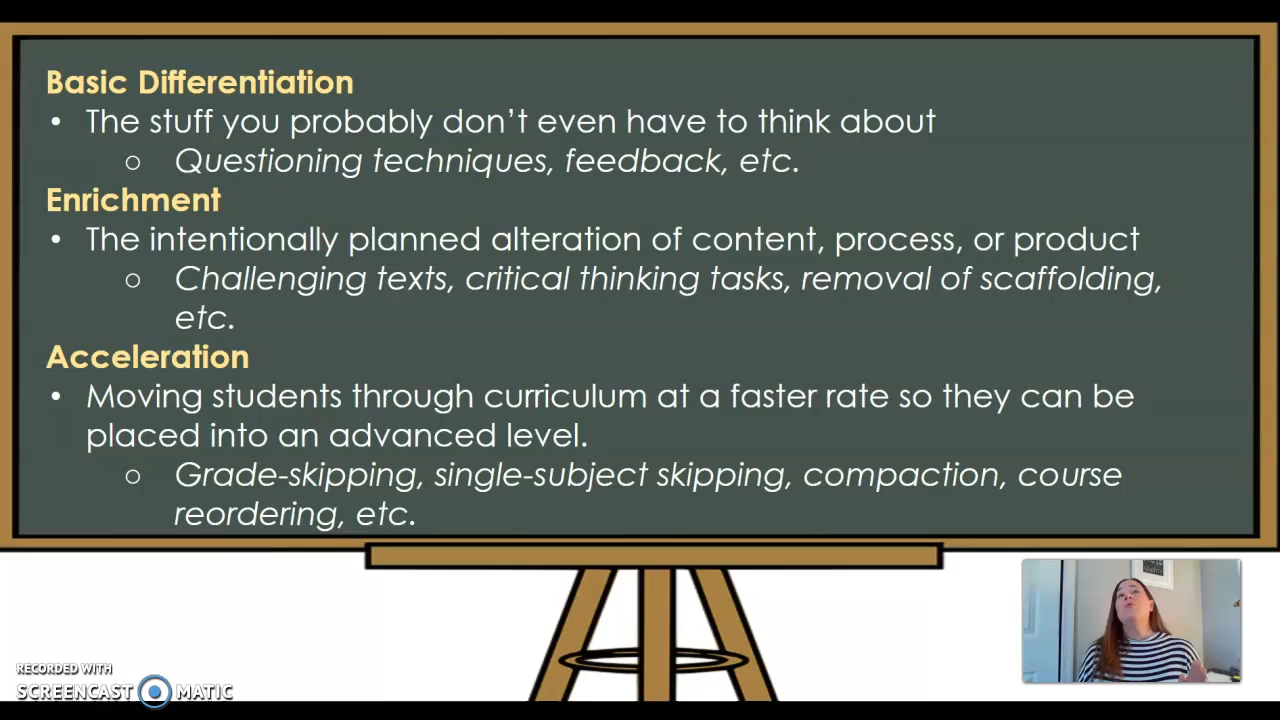 Basic Differentiation
• The stuff you probably don't even have to think about
○ Questioning techniques, feedback, etc.
Enrichment
• The intentionally planned alteration of content, process, or product
○ Challenging texts, critical thinking tasks, removal of scaffolding,
etc.
Acceleration
• Moving students through curriculum at a faster rate so they can be
placed into an advanced level.
○ Grade-skipping, single-subject skipping, compaction, course
reordering, etc.
RECORDED WITH
SCREENCAST MATIC